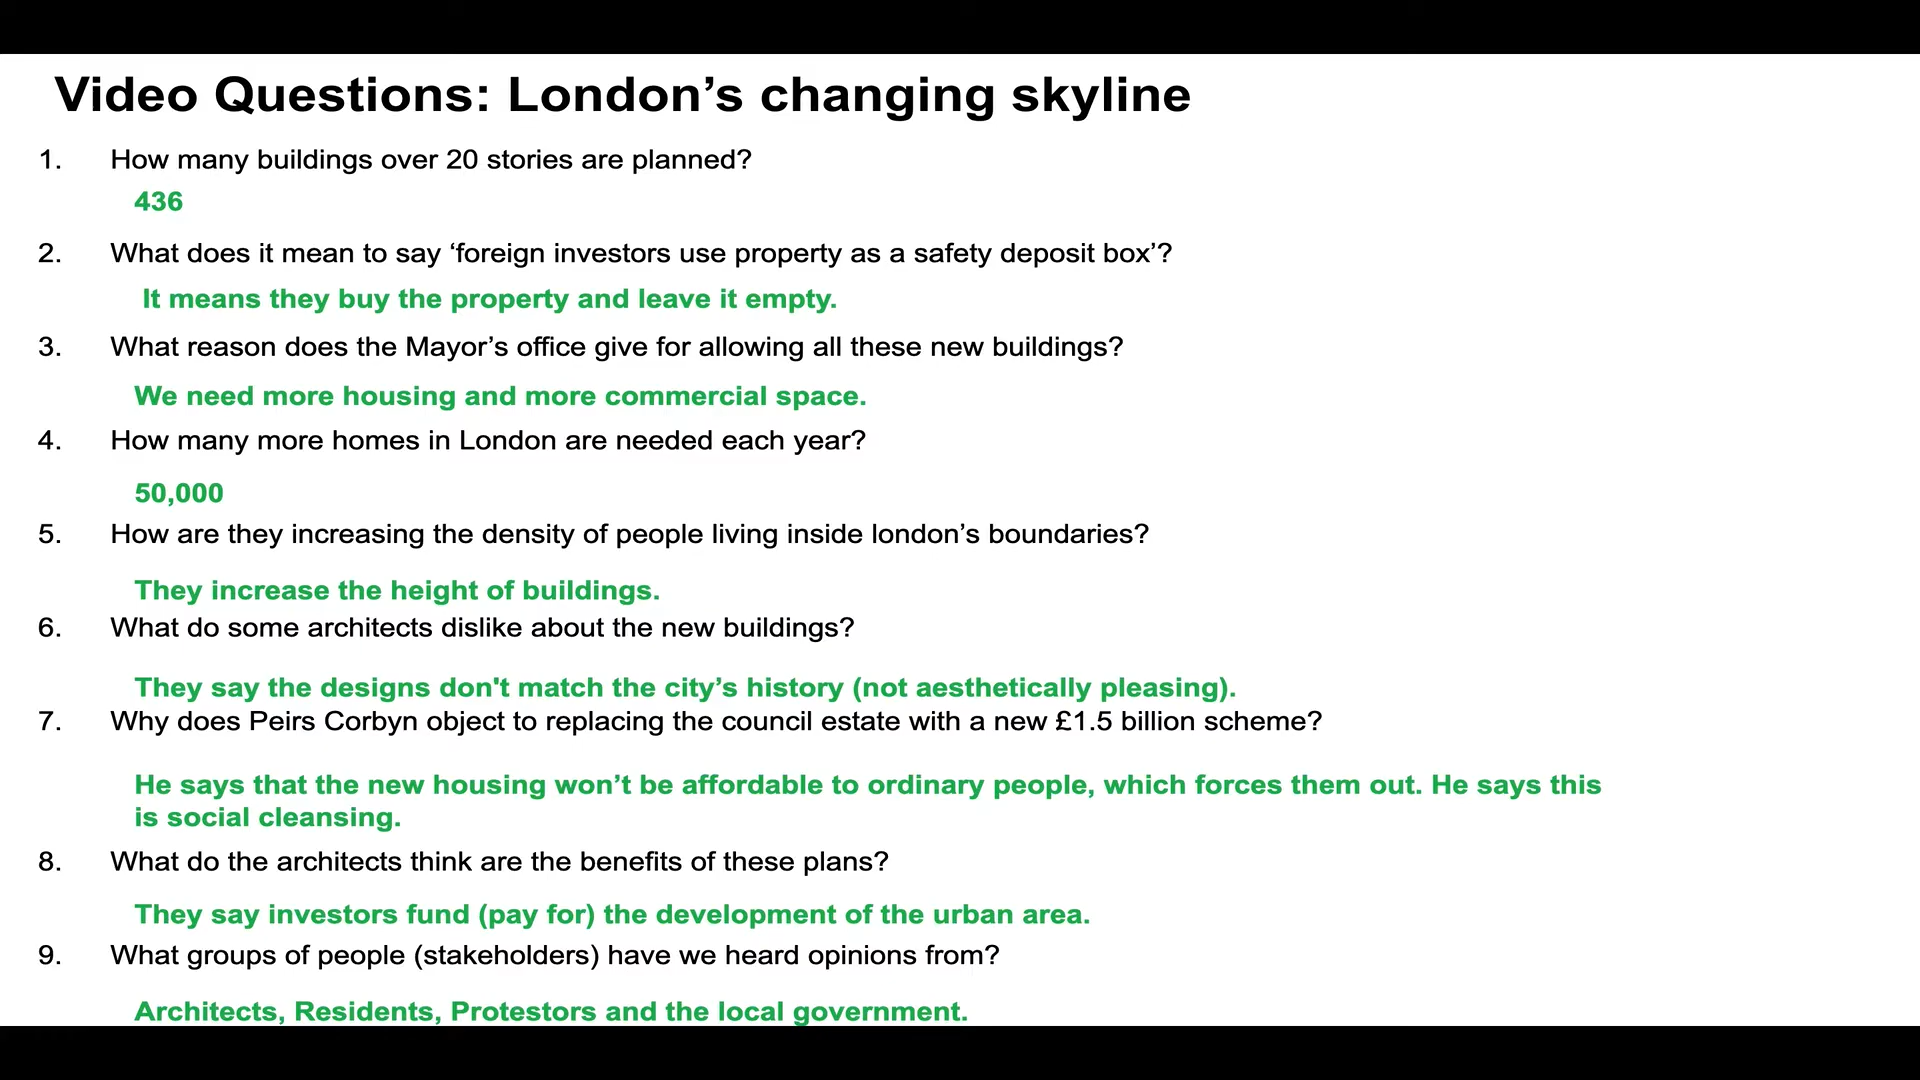 Video Questions: London’s changing skyline
1. How many buildings over 20 stories are planned?
436
2. What does it mean to say ‘foreign investors use property as a safety deposit box’?
It means they buy the property and leave it empty.
3. What reason does the Mayor’s office give for allowing all these new buildings?
We need more housing and more commercial space.
4. How many more homes in London are needed each year?
50,000
5. How are they increasing the density of people living inside london’s boundaries?
They increase the height of buildings.
6. What do some architects dislike about the new buildings?
They say the designs don't match the city’s history (not aesthetically pleasing).
7. Why does Peirs Corbyn object to replacing the council estate with a new £1.5 billion scheme?
He says that the new housing won’t be affordable to ordinary people, which forces them out. He says this
is social cleansing.
8. What do the architects think are the benefits of these plans?
They say investors fund (pay for) the development of the urban area.
9. What groups of people (stakeholders) have we heard opinions from?
Architects, Residents, Protestors and the local government.